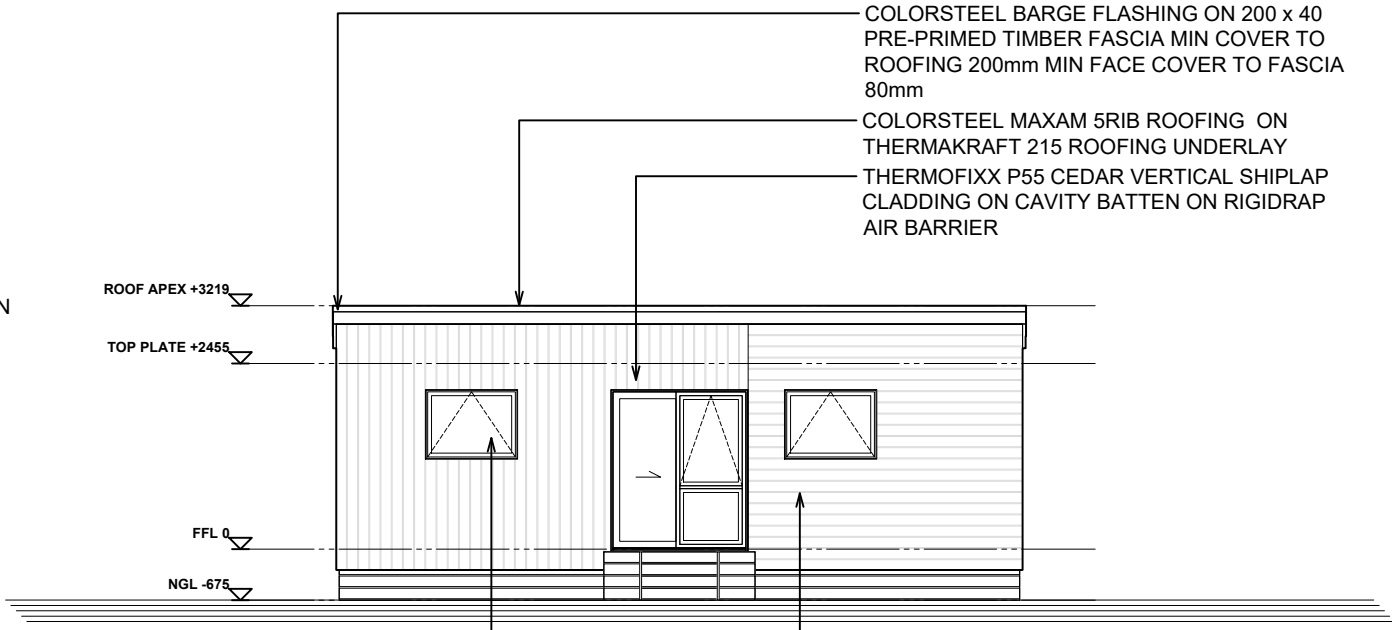 COLORSTEEL BARGE FLASHING ON 200 x 40
PRE-PRIMED TIMBER FASCIA MIN COVER TO
ROOFING 200mm MIN FACE COVER TO FASCIA
80mm
COLORSTEEL MAXAM 5RIB ROOFING ON
THERMAKRAFT 215 ROOFING UNDERLAY
THERMOFIXX P55 CEDAR VERTICAL SHIPLAP
CLADDING ON CAVITY BATTEN ON RIGIDRAP
AIR BARRIER
N
ROOF APEX +3219
TOP PLATE +2455
FFL 0
NGL -675